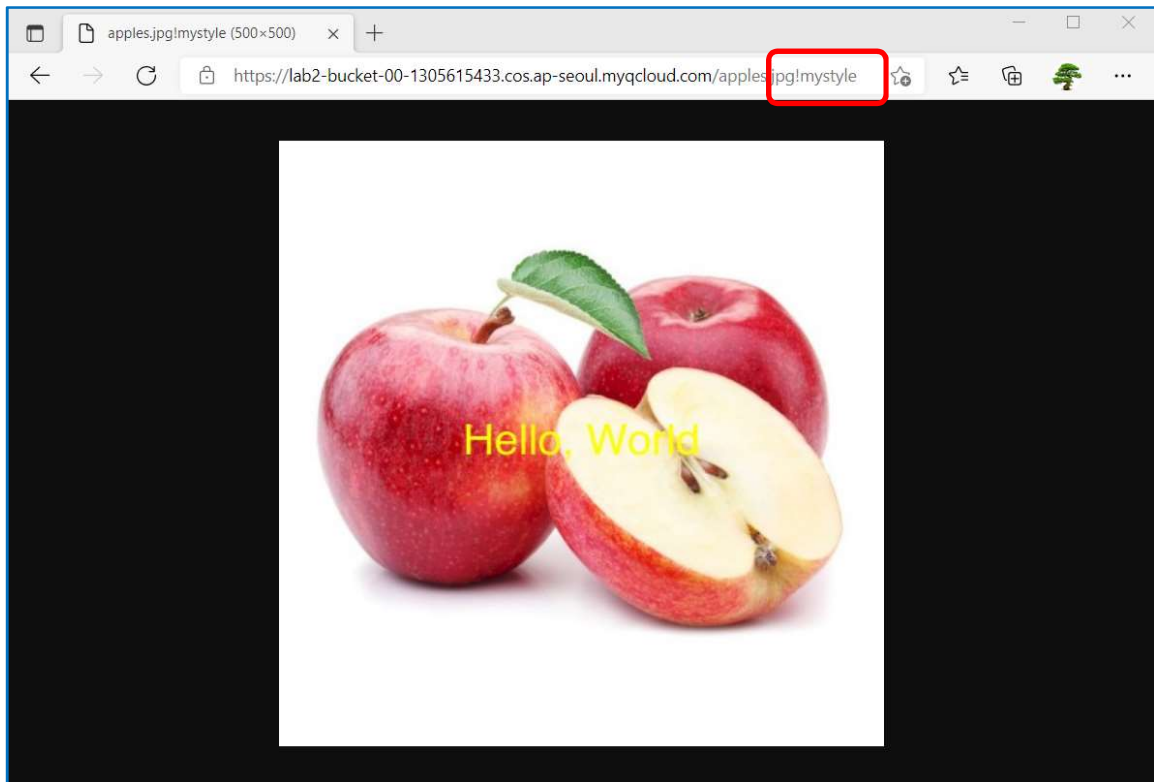 apples.jpg!mystyle (500×500)
https://lab2-bucket-00-1305615433.cos.ap-seoul.myqcloud.com/apples.jpg!mystyle
Hello, World